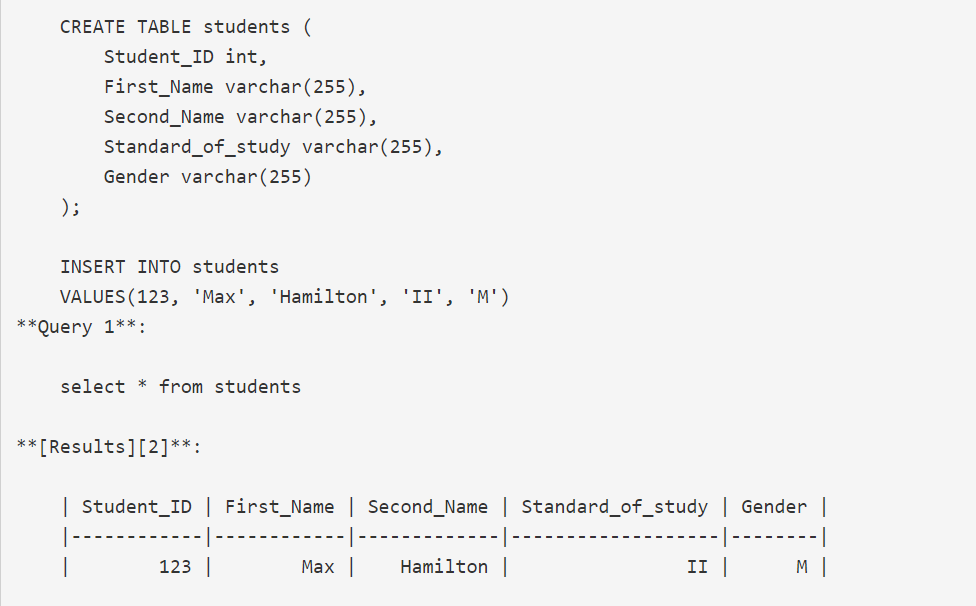 CREATE TABLE students (
Student_ID int,
First_Name varchar(255),
Second_Name varchar(255),
Standard_of_study varchar(255),
Gender varchar(255)
);
INSERT INTO students
VALUES(123, 'Max', 'Hamilton', 'II', 'M')
**Query 1**:
select * from students
**[Results][2]**:
| Student_ID | First_Name | Second_Name | Standard_of_study | Gender |
|------------|------------|-------------|-------------------|--------|
|        123 |        Max |    Hamilton |                II |      M |